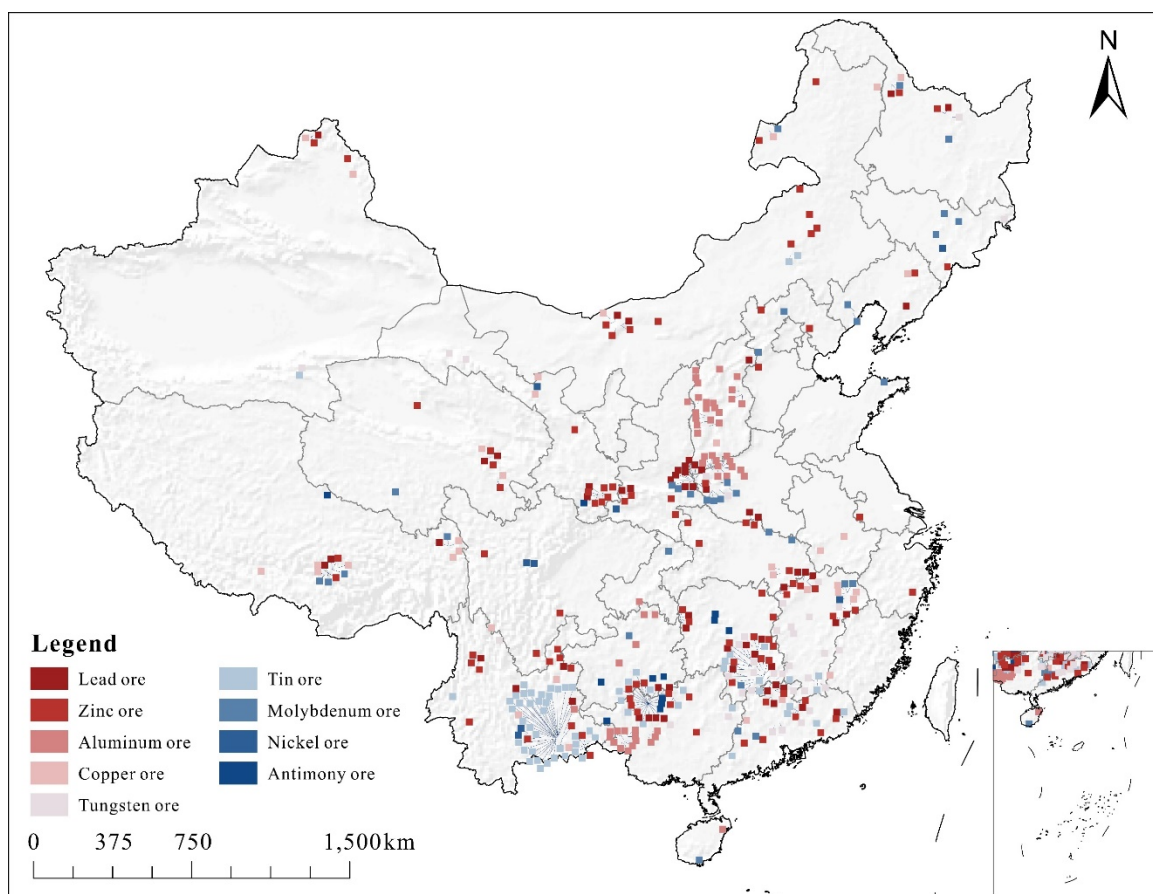 N
Legend
Lead ore
Zinc ore
Aluminum ore
Copper ore
Tungsten ore
Tin ore
Molybdenum ore
Nickel ore
Antimony ore
0 375 750 1,500km